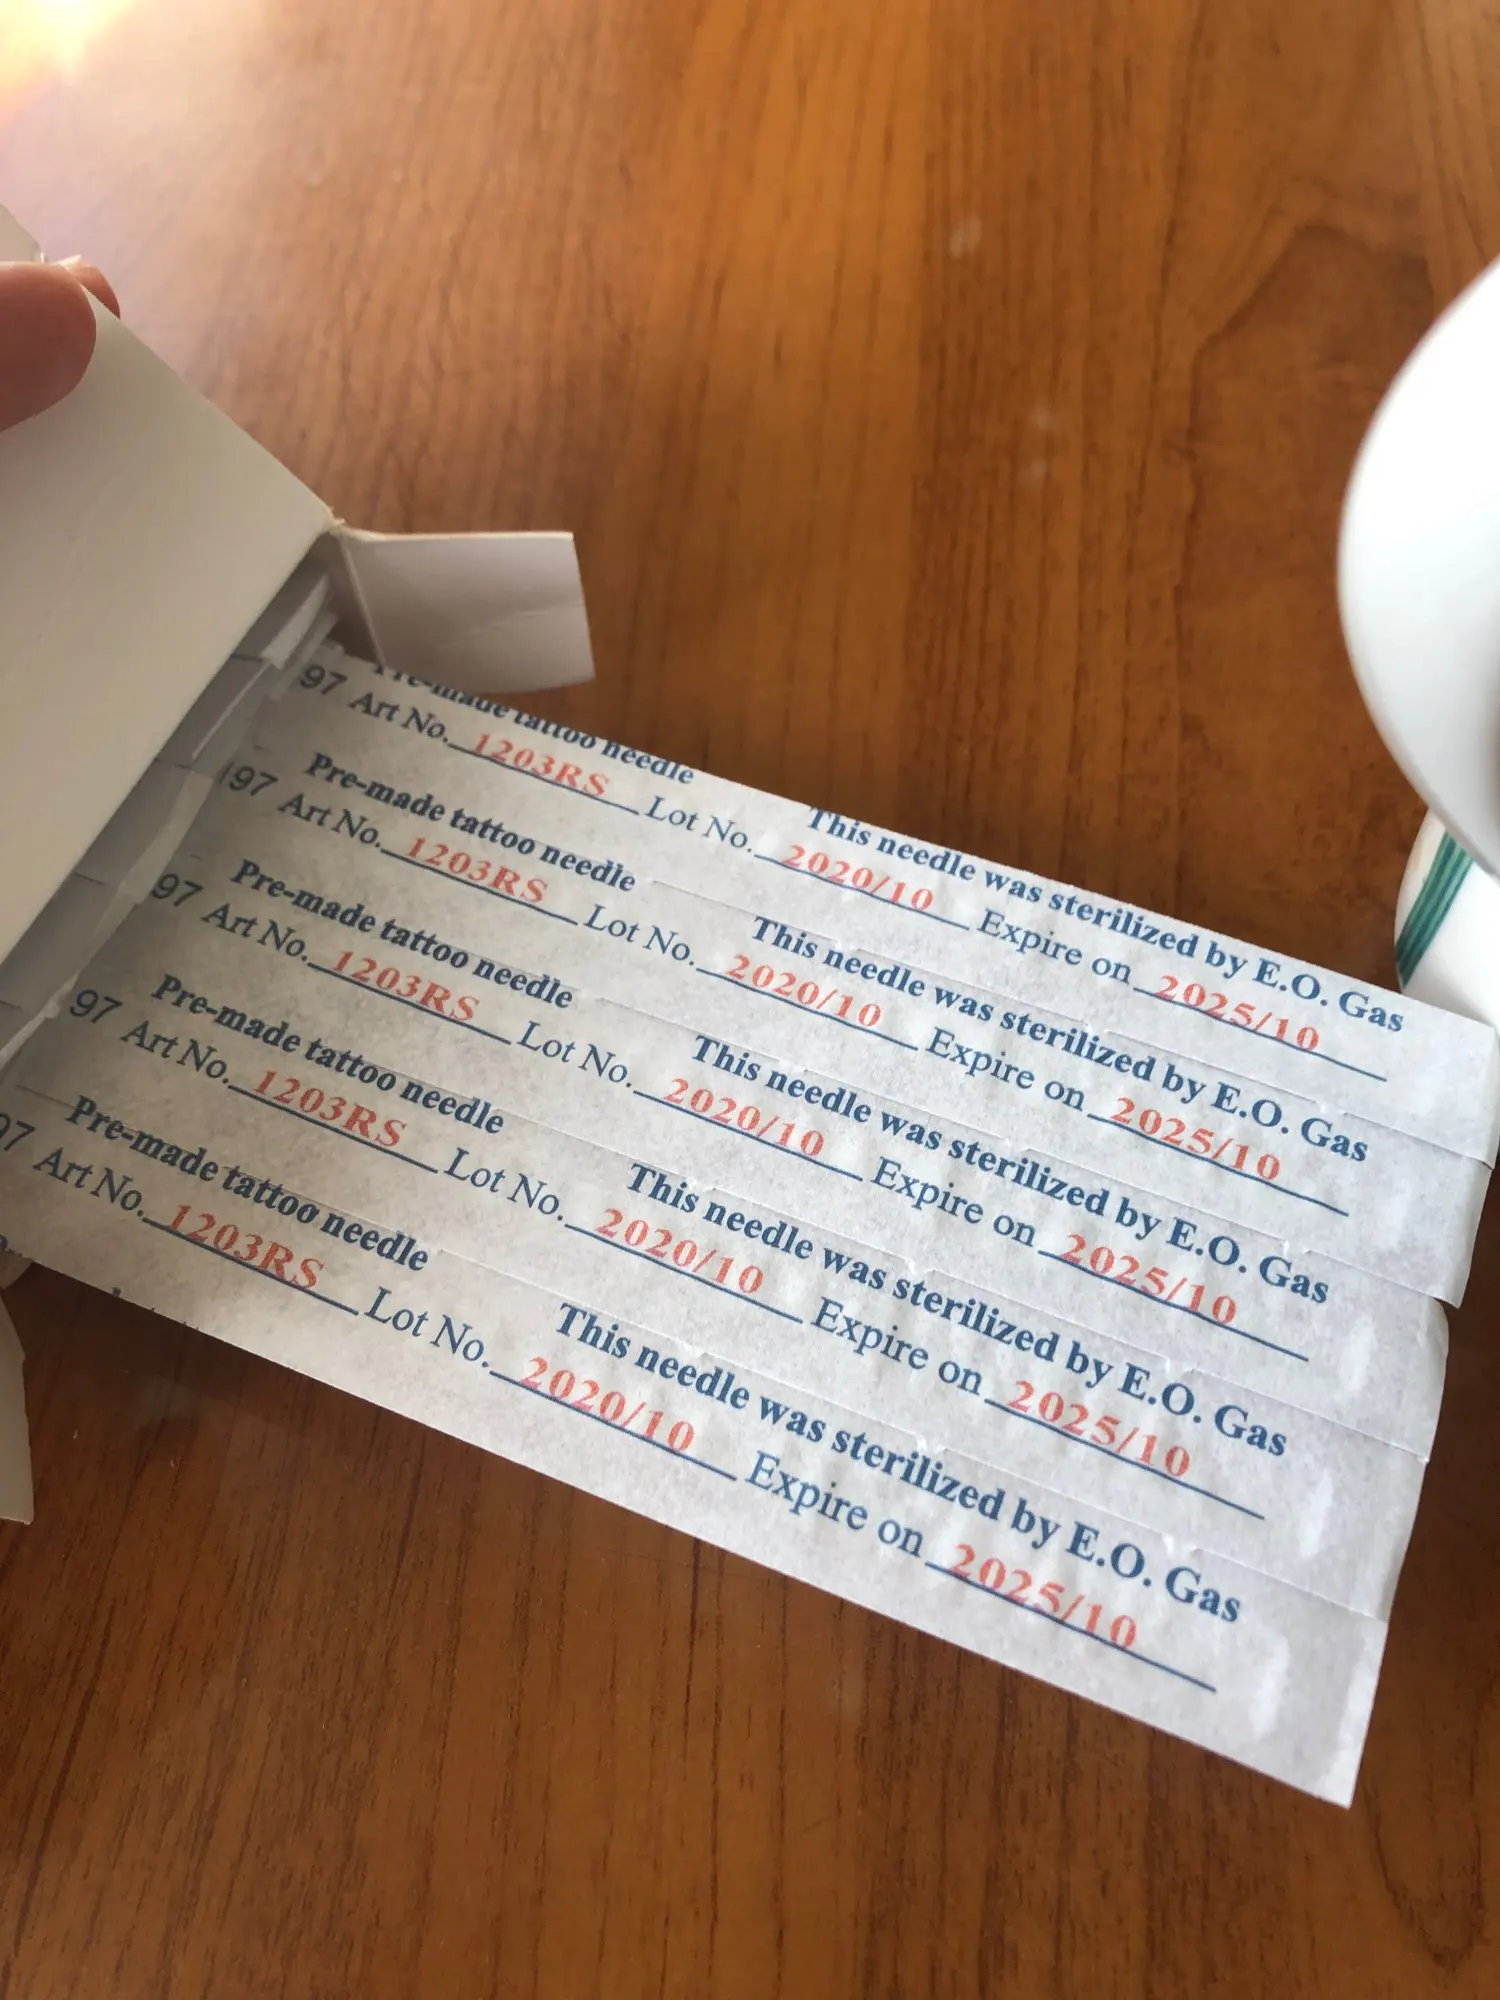 Pre-made tattoo needle
This needle was sterilized by E.O. Gas
97 Art No. 1203RS Lot No. 2020/10 Expire on 2025/10
Pre-made tattoo needle
This needle was sterilized by E.O. Gas
97 Art No. 1203RS Lot No. 2020/10 Expire on 2025/10
Pre-made tattoo needle
This needle was sterilized by E.O. Gas
97 Art No. 1203RS Lot No. 2020/10 Expire on 2025/10
Pre-made tattoo needle
This needle was sterilized by E.O. Gas
97 Art No. 1203RS Lot No. 2020/10 Expire on 2025/10
Pre-made tattoo needle
This needle was sterilized by E.O. Gas
97 Art No. 1203RS Lot No. 2020/10 Expire on 2025/10